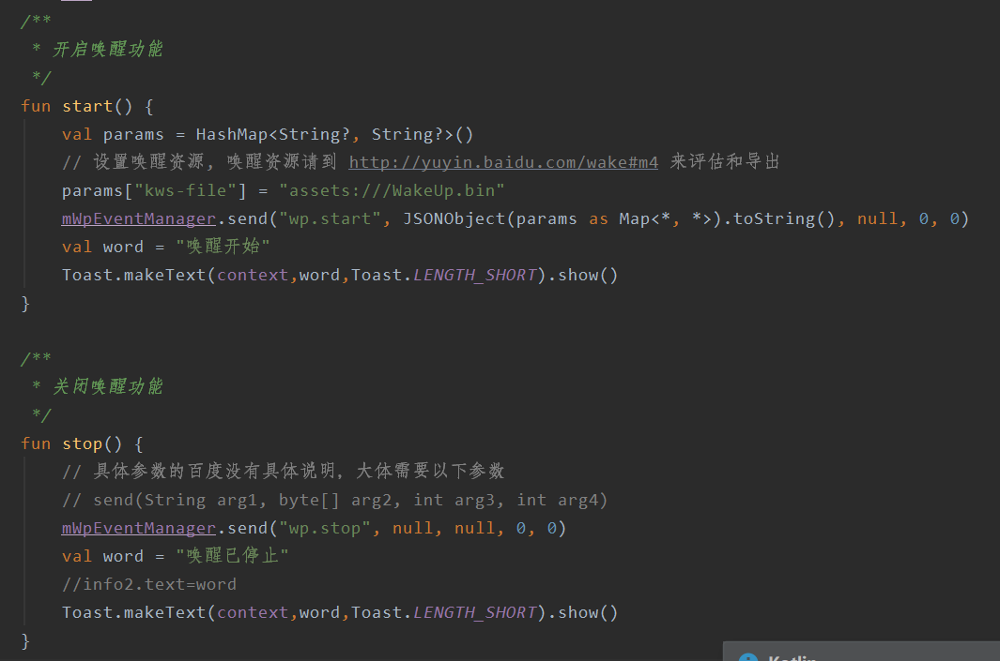 /**
 * 开启唤醒功能
 */
fun start() {
    val params = HashMap<String?, String?>()
    // 设置唤醒资源, 唤醒资源请到 http://yuyin.baidu.com/wake#m4 来评估和导出
    params["kws-file"] = "assets:///WakeUp.bin"
    mWpEventManager.send("wp.start", JSONObject(params as Map<*, *>).toString(), null, 0, 0)
    val word = "唤醒开始"
    Toast.makeText(context,word,Toast.LENGTH_SHORT).show()
}
/**
 * 关闭唤醒功能
 */
fun stop() {
    // 具体参数的百度没有具体说明, 大体需要以下参数
    // send(String arg1, byte[] arg2, int arg3, int arg4)
    mWpEventManager.send("wp.stop", null, null, 0, 0)
    val word = "唤醒已停止"
    //info2.text=word
    Toast.makeText(context,word,Toast.LENGTH_SHORT).show()
}
Kotlin